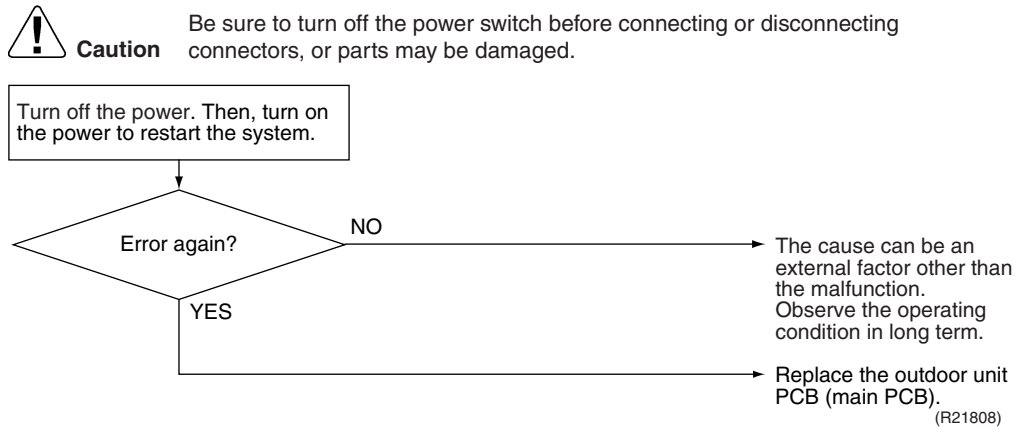 Be sure to turn off the power switch before connecting or disconnecting
Caution connectors, or parts may be damaged.
Turn off the power. Then, turn on
the power to restart the system.
Error again?
NO
The cause can be an
external factor other than
the malfunction.
Observe the operating
condition in long term.
YES
Replace the outdoor unit
PCB (main PCB).
(R21808)